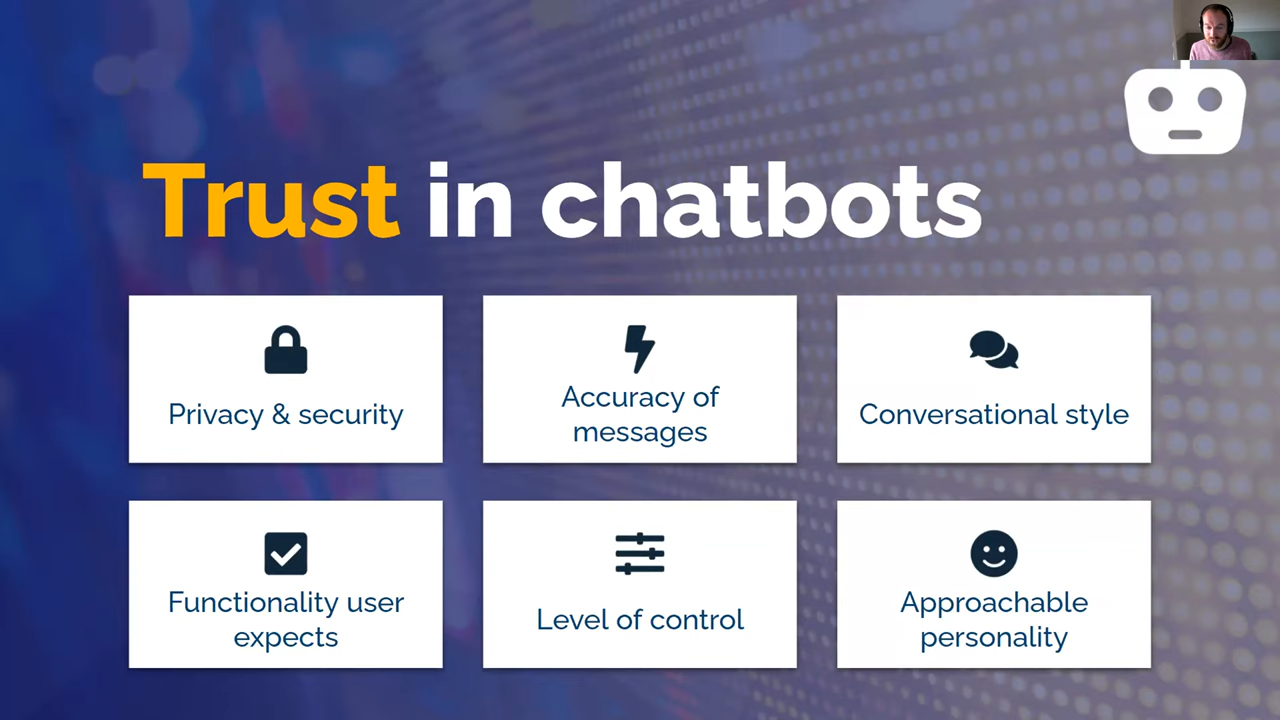 Trust in chatbots
Privacy & security
Accuracy of
messages
Conversational style
Functionality user
expects
Level of control
Approachable
personality